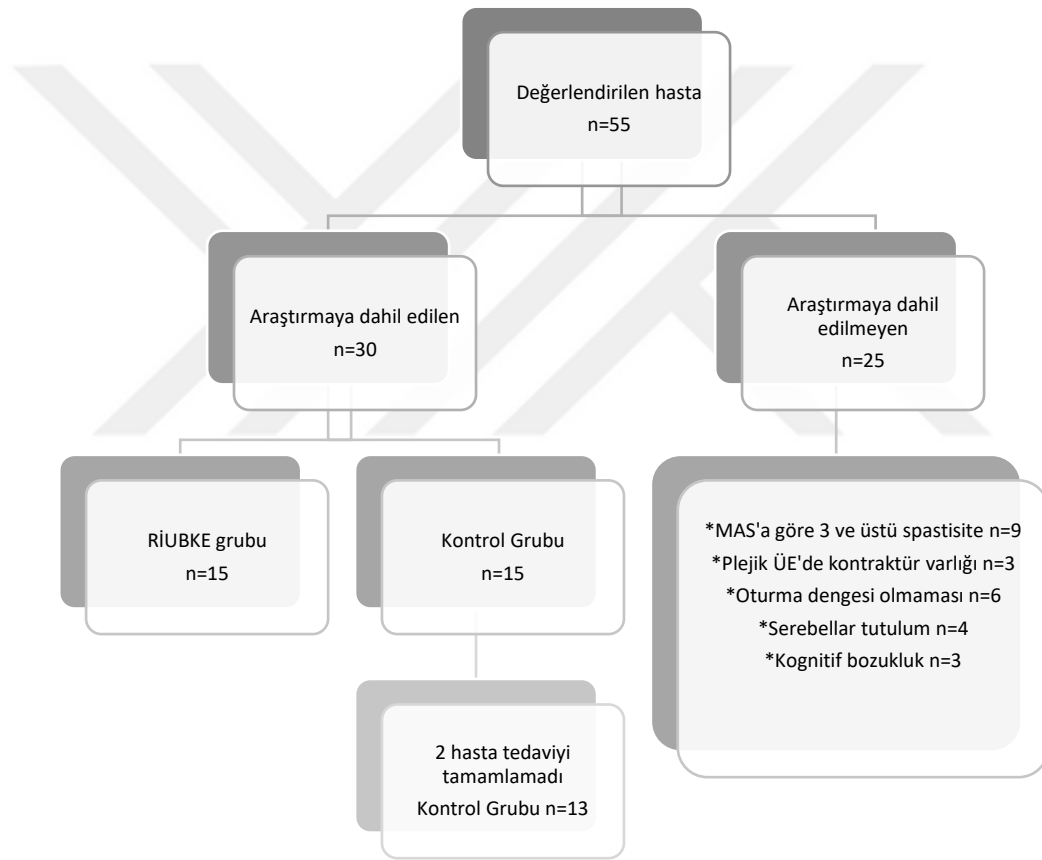 Değerlendirilen hasta
n=55
Araştırmaya dahil edilen
n=30
Araştırmaya dahil
edilmeyen
n=25
RİUBKE grubu
n=15
Kontrol Grubu
n=15
*MAS'a göre 3 ve üstü spastisite n=9
*Plejik ÜE'de kontraktür varlığı n=3
*Oturma dengesi olmaması n=6
*Serebellar tutulum n=4
*Kognitif bozukluk n=3
2 hasta tedaviyi
tamamlamadı
Kontrol Grubu n=13